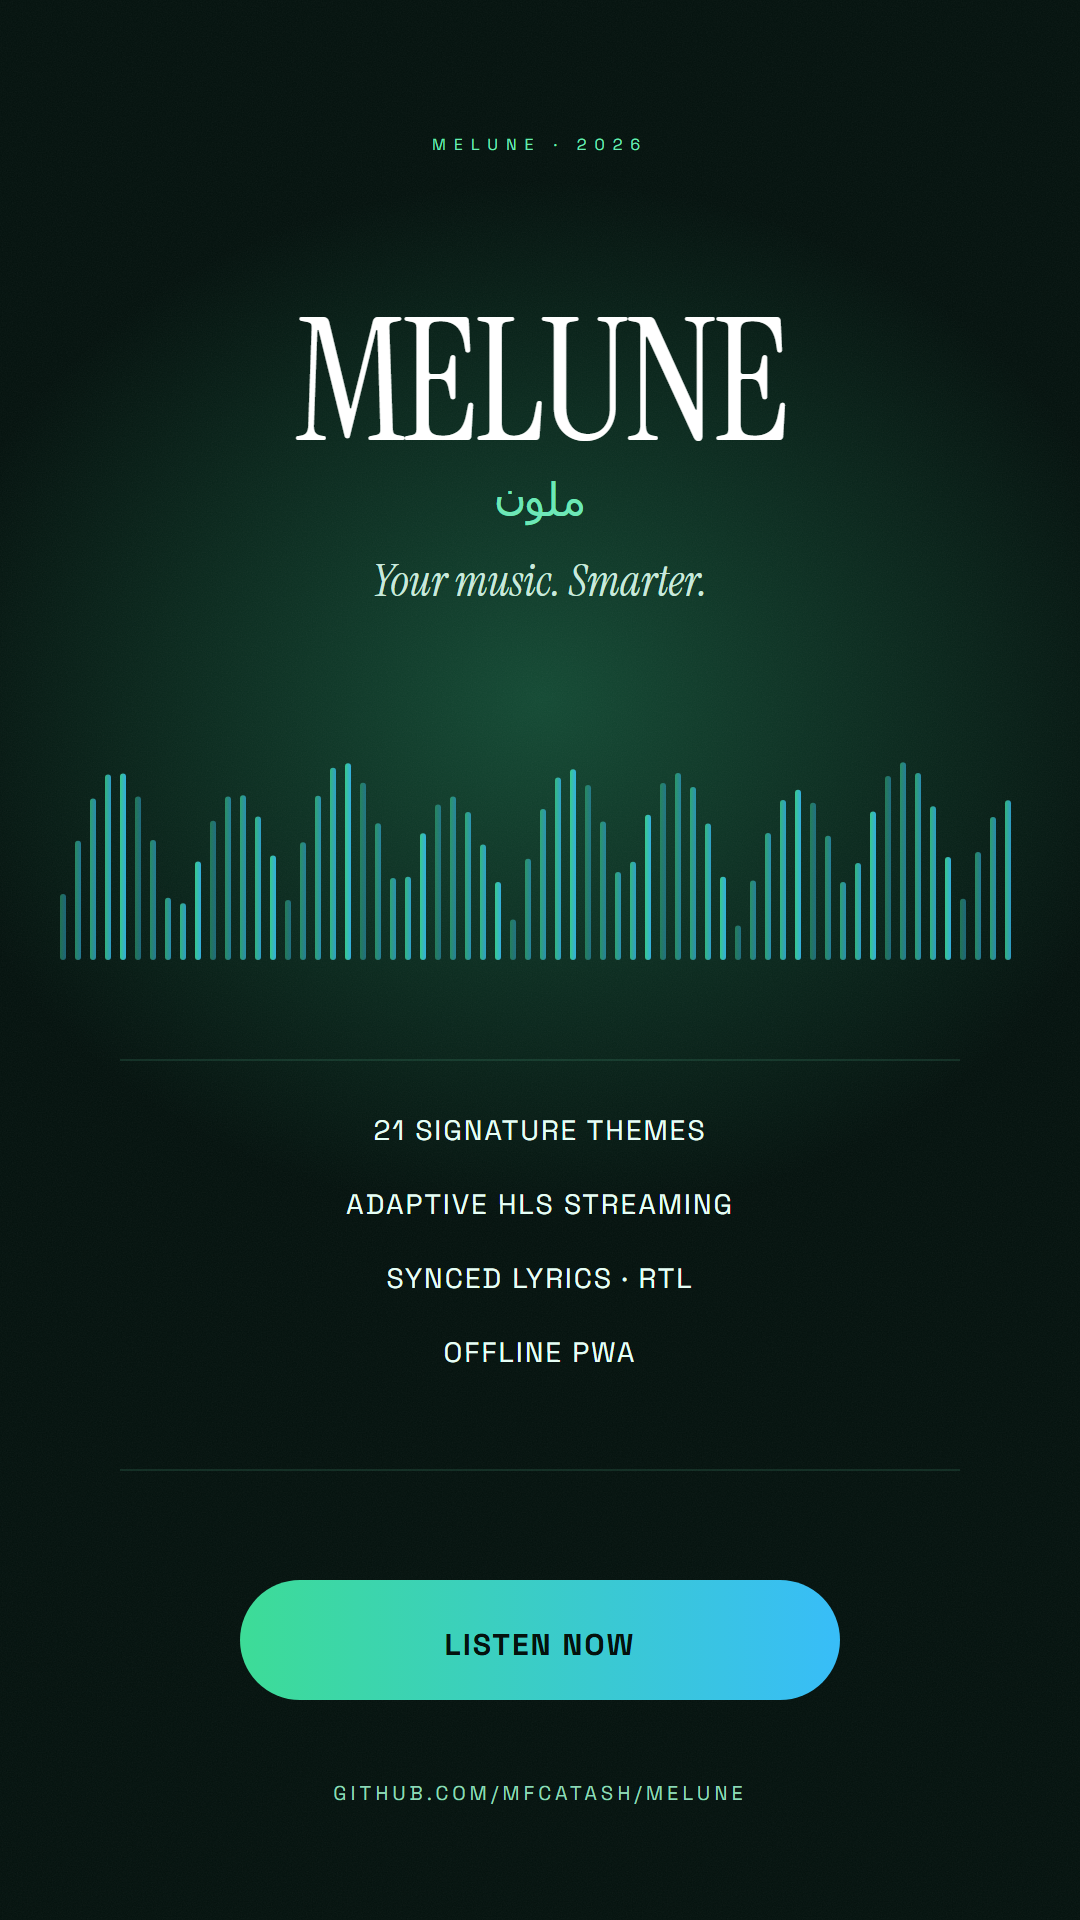 MELUNE · 2026
MELUNE
ملون
Your music. Smarter.
21 SIGNATURE THEMES
ADAPTIVE HLS STREAMING
SYNCED LYRICS · RTL
OFFLINE PWA
LISTEN NOW
GITHUB.COM/MFCATASH/MELUNE